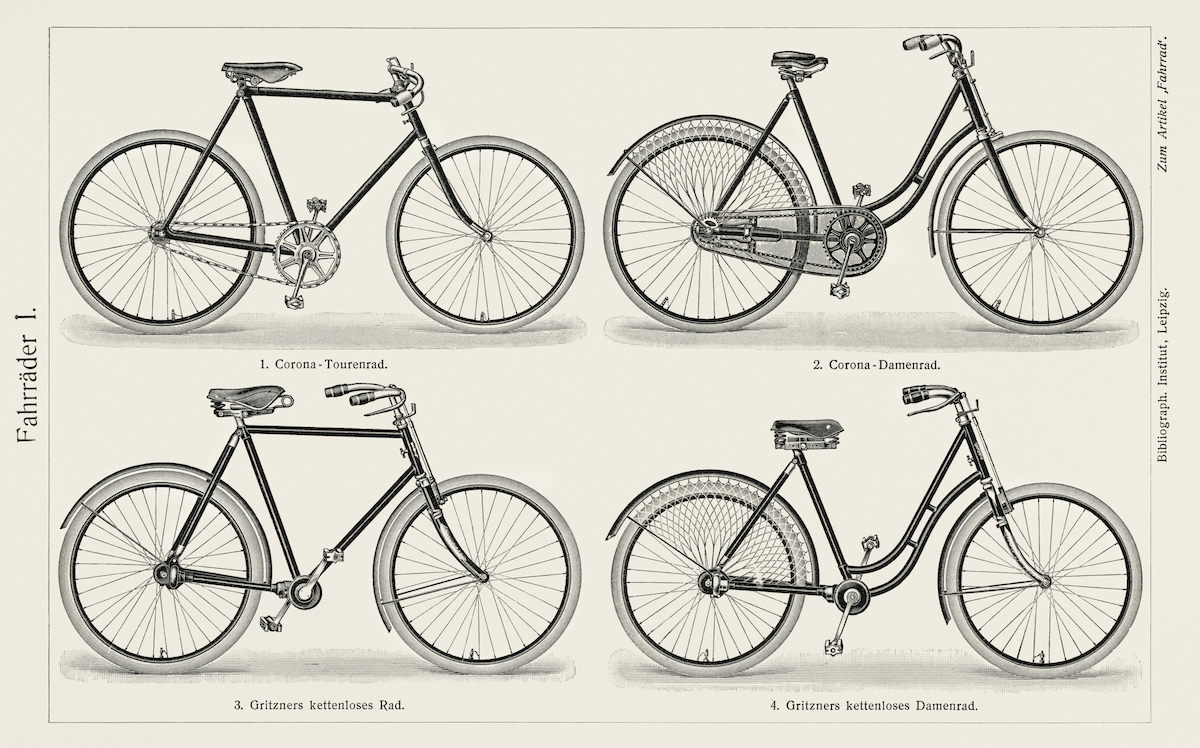 Fahrräder I.
Zum Artikel ‚Fahrrad'.
1. Corona-Tourenrad.
2. Corona-Damenrad.
3. Gritzners kettenloses Rad.
4. Gritzners kettenloses Damenrad.
Bibliograph. Institut, Leipzig.